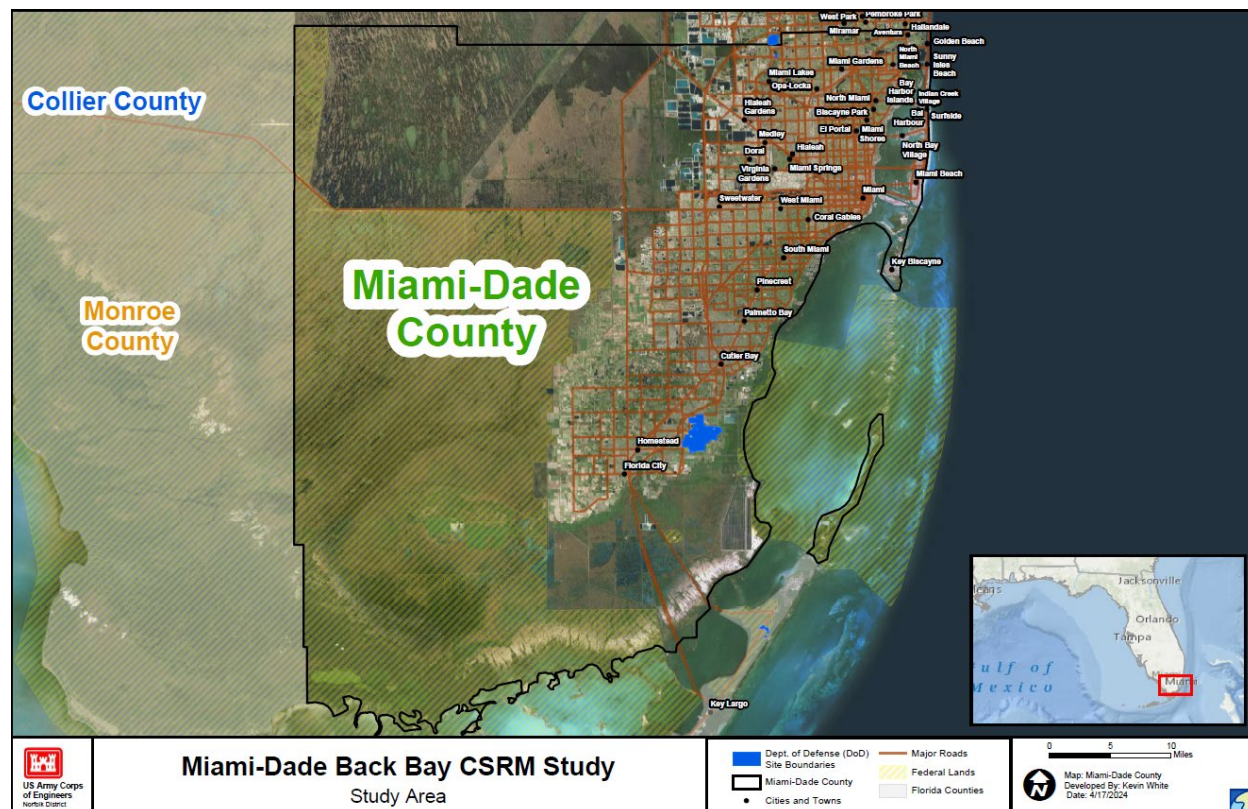 West Park
Pembroke Park
Miramar
Aventura
Hallandale
Golden Beach
North
Miami
Beach
Sunny
Isles
Beach
Miami Gardens
Miami Lakes
Opa-Locka
Bay
Harbor
Islands
Indian Creek
Village
North Miami
Hialeah
Gardens
Biscayne Park
Bal
Harbour
Surfside
El Portal
Miami
Shores
Medley
North Bay
Village
Doral
Hialeah
Virginia
Gardens
Miami Springs
Miami Beach
Sweetwater
West Miami
Miami
Coral Gables
South Miami
Key Biscayne
Pinecrest
Palmetto Bay
Cutler Bay
Homestead
Florida City
Key Largo
Collier County
Monroe
County
Miami-Dade
County
Jacksonville
Orlando
Tampa
Gulf of
Mexico
US Army Corps
of Engineers
Norfolk District
Miami-Dade Back Bay CSRM Study
Study Area
Dept. of Defense (DoD)
Site Boundaries
Miami-Dade County
Cities and Towns
Major Roads
Federal Lands
Florida Counties
0 5 10
Miles
N
Map: Miami-Dade County
Developed By: Kevin White
Date: 4/17/2024